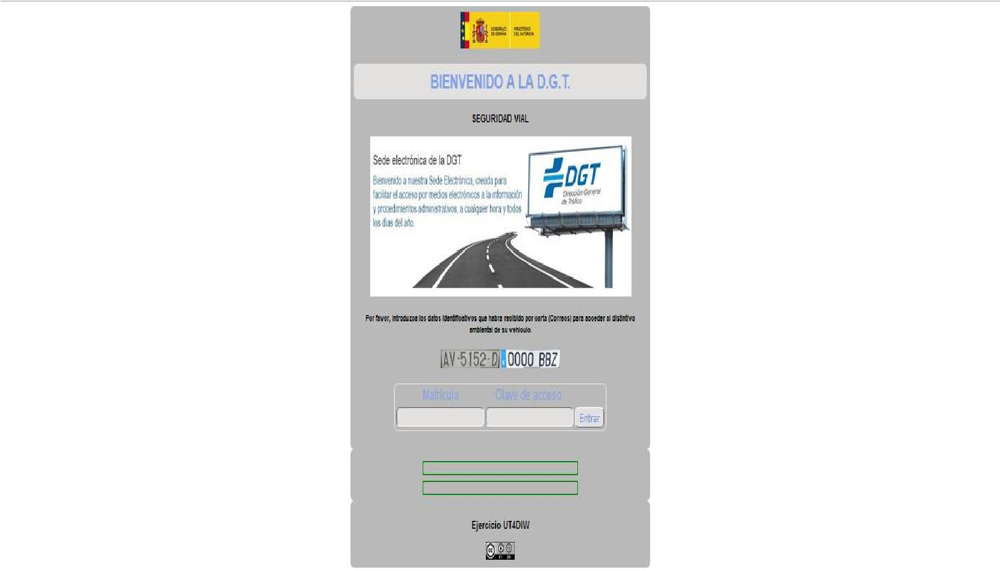 GOBIERNO
DE ESPAÑA
MINISTERIO
DEL INTERIOR
BIENVENIDO A LA D.G.T.
SEGURIDAD VIAL
Sede electrónica de la DGT
Bienvenido a nuestra Sede Electrónica, creada para
facilitar el acceso por medios electrónicos a la información
y procedimientos administrativos, a cualquier hora y todos
los días del año.
DGT
Dirección General
de Tráfico
Por favor, introduzca los datos identificativos que habra recibido por carta (Correos) para acceder al distintivo
ambiental de su vehiculo.
AV·5152·D 0000 BBZ
Matrícula Clave de acceso:
Entrar
Ejercicio UT4DIW
cc